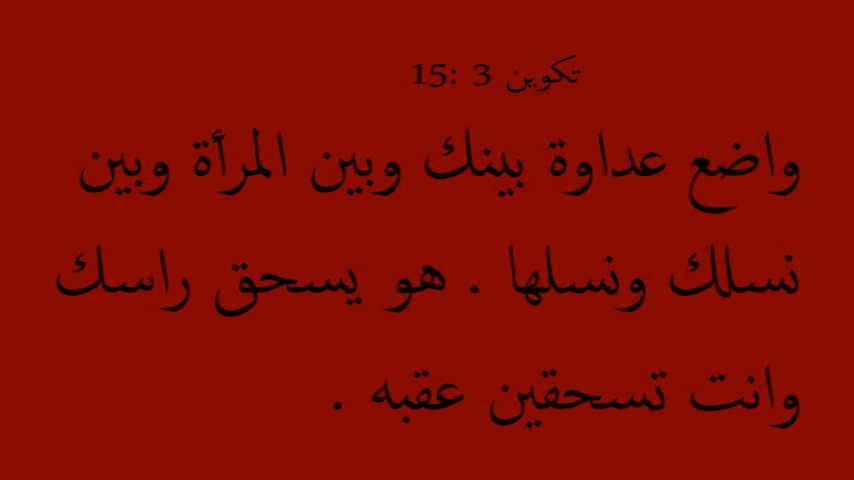 تكوين 3 :15
واضع عداوة بينك وبين المرأة وبين
نسلك ونسلها . هو يسحق راسك
وانت تسحقين عقبه .